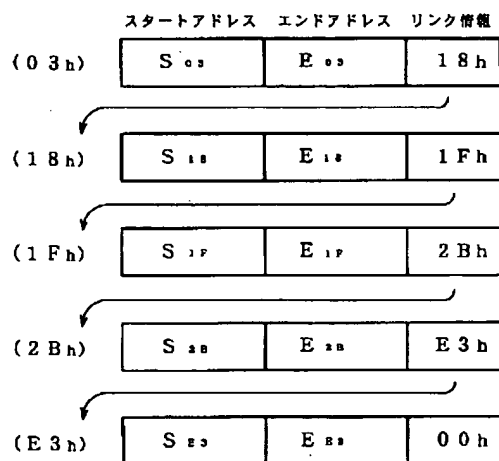 スタートアドレス エンドアドレス リンク情報
(03h) S03 E03 18h
(18h) S18 E18 1Fh
(1Fh) S1F E1F 2Bh
(2Bh) S2B E2B E3h
(E3h) SE3 EE3 00h